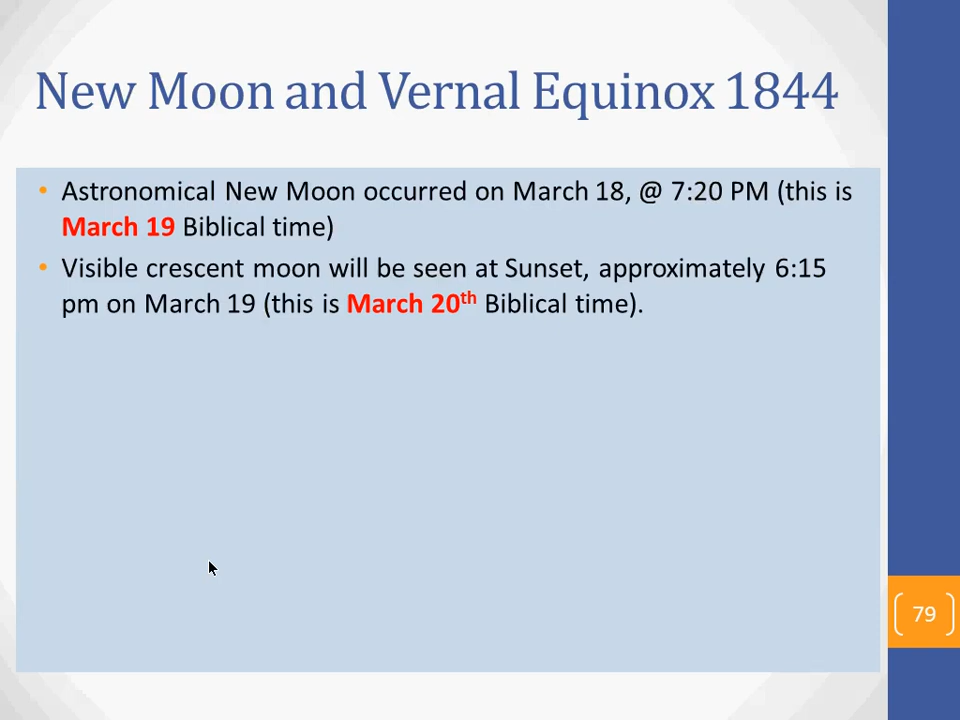 New Moon and Vernal Equinox 1844
• Astronomical New Moon occurred on March 18, @ 7:20 PM (this is
March 19 Biblical time)
• Visible crescent moon will be seen at Sunset, approximately 6:15
pm on March 19 (this is March 20th Biblical time).
79